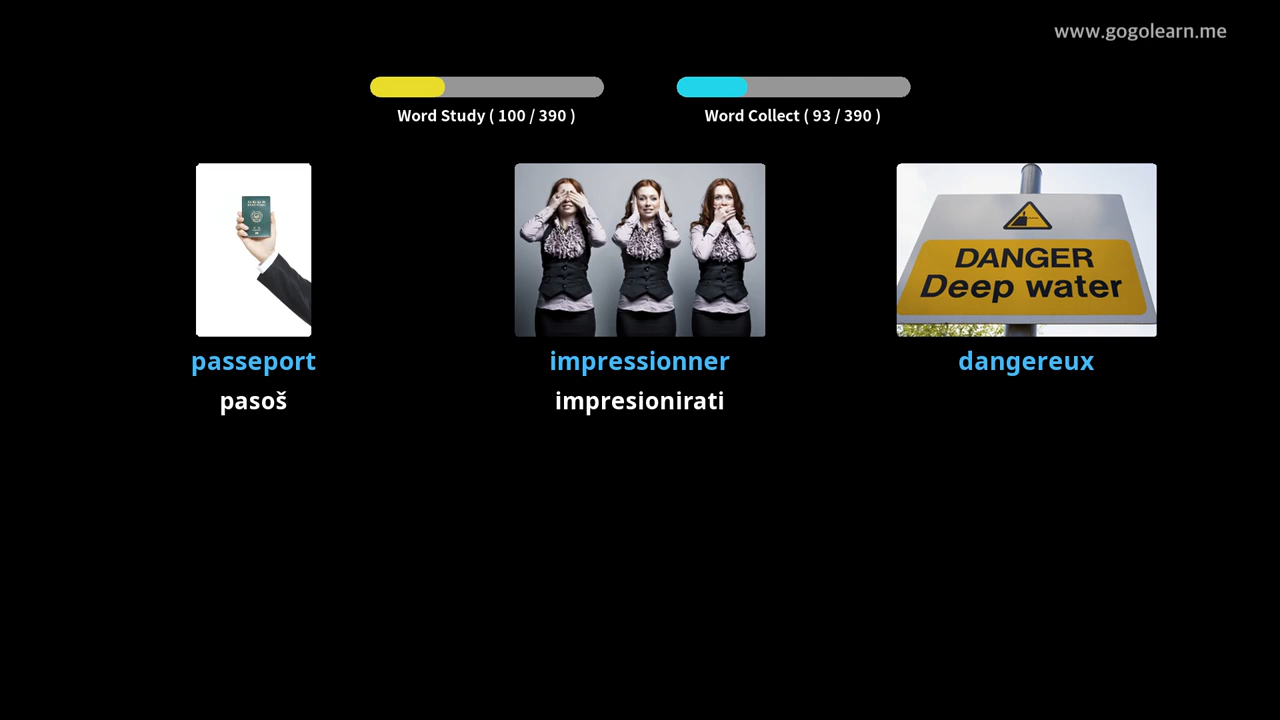 www.gogolearn.me
Word Study ( 100 / 390 )
Word Collect ( 93 / 390 )
DANGER
Deep water
passeport
impressionner
dangereux
pasoš
impresionirati